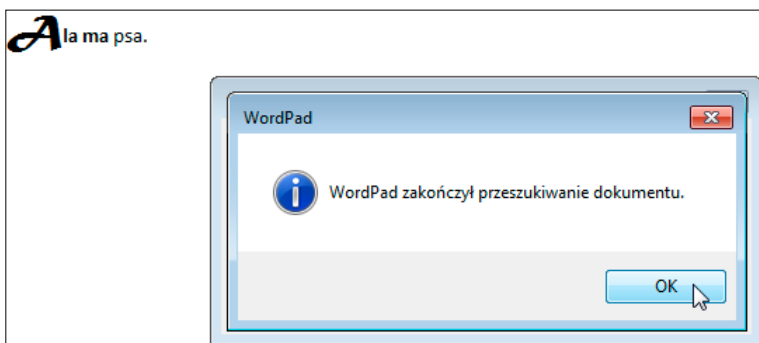 Ala ma psa.
WordPad
WordPad zakończył przeszukiwanie dokumentu.
OK